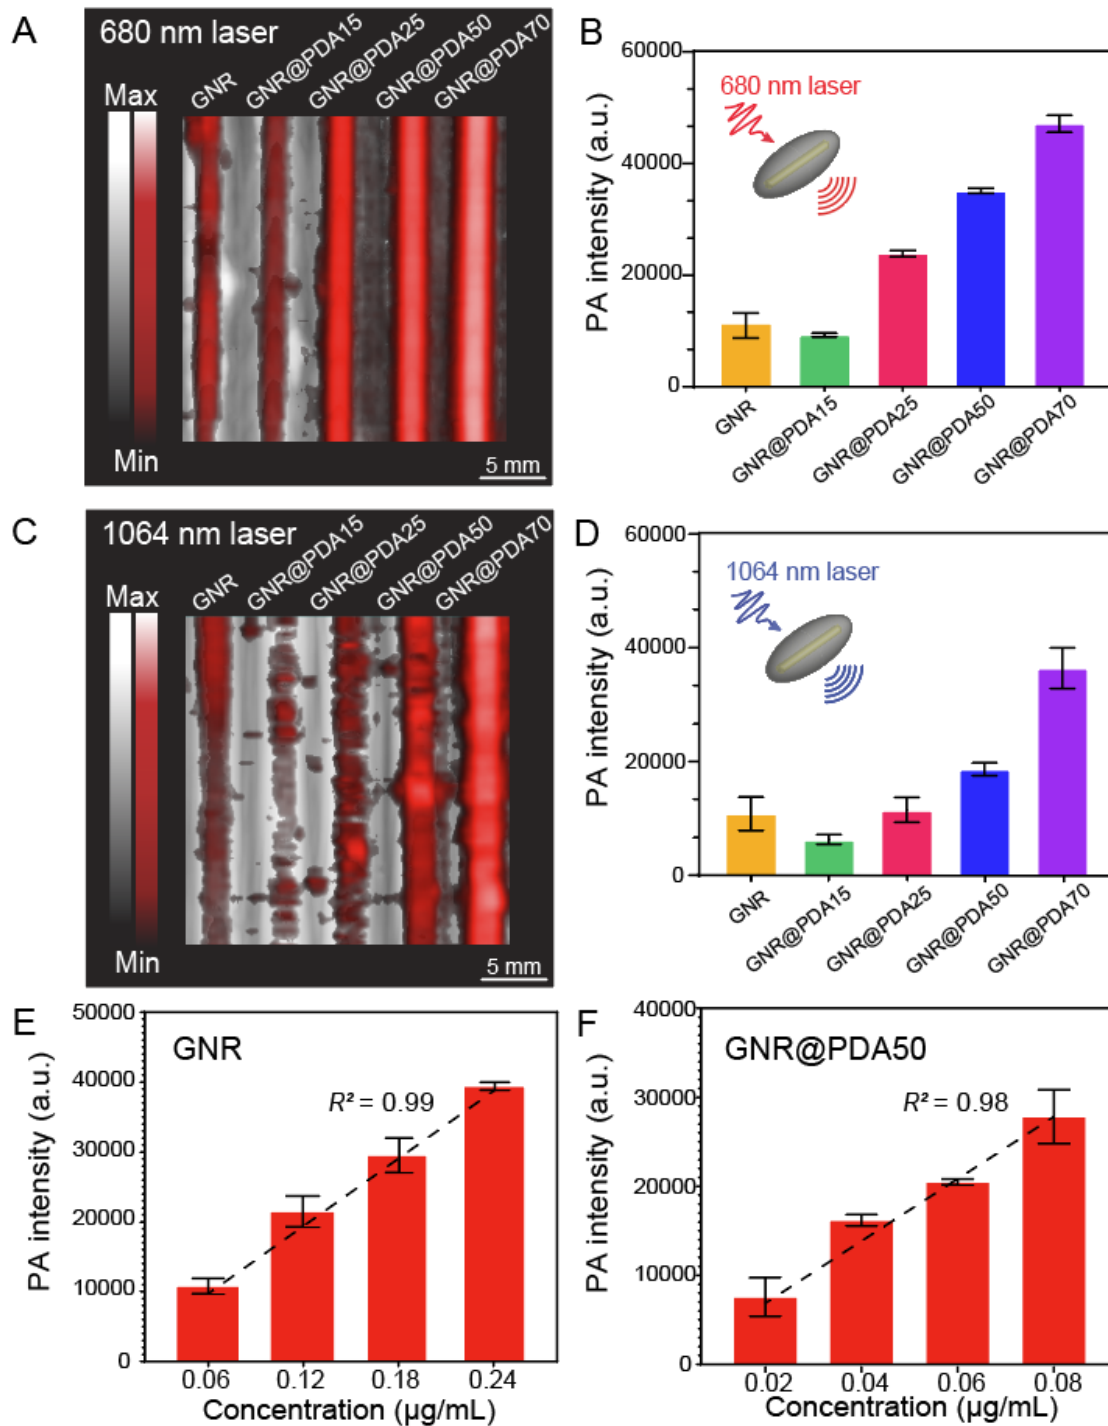 A
680 nm laser
GNR
GNR@PDA15
GNR@PDA25
GNR@PDA50
GNR@PDA70
Max
Min
5 mm
B
60000
40000
20000
0
PA intensity (a.u.)
680 nm laser
GNR
GNR@PDA15
GNR@PDA25
GNR@PDA50
GNR@PDA70
C
1064 nm laser
GNR
GNR@PDA15
GNR@PDA25
GNR@PDA50
GNR@PDA70
Max
Min
5 mm
D
60000
40000
20000
0
PA intensity (a.u.)
1064 nm laser
GNR
GNR@PDA15
GNR@PDA25
GNR@PDA50
GNR@PDA70
E
50000
40000
30000
20000
10000
0
PA intensity (a.u.)
GNR
R² = 0.99
0.06 0.12 0.18 0.24
Concentration (µg/mL)
F
40000
30000
20000
10000
0
PA intensity (a.u.)
GNR@PDA50
R² = 0.98
0.02 0.04 0.06 0.08
Concentration (µg/mL)